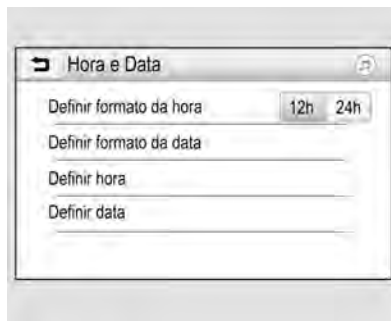 Hora e Data
Definir formato da hora 12h 24h
Definir formato da data
Definir hora
Definir data